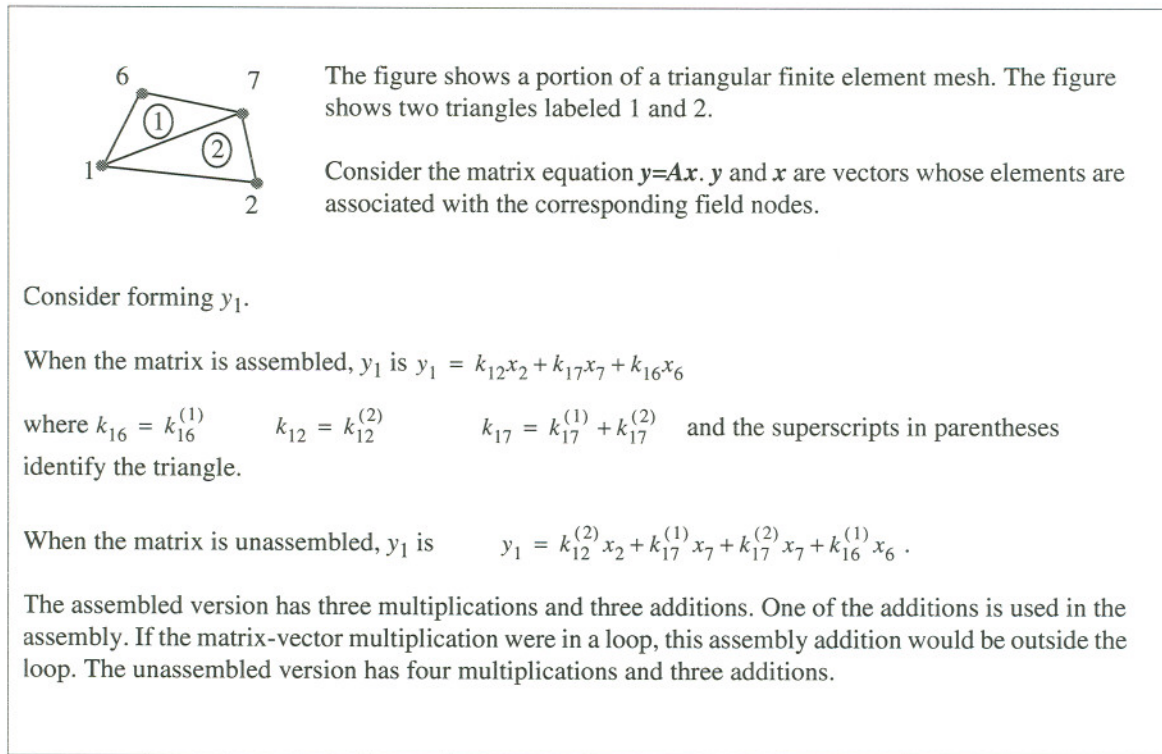 6
7
1
2
①
②
The figure shows a portion of a triangular finite element mesh. The figure
shows two triangles labeled 1 and 2.
Consider the matrix equation y=Ax. y and x are vectors whose elements are
associated with the corresponding field nodes.
Consider forming y₁.
When the matrix is assembled, y₁ is y₁ = k₁₂x₂ + k₁₇x₇ + k₁₆x₆
where k₁₆ = k₁₆⁽¹⁾ k₁₂ = k₁₂⁽²⁾ k₁₇ = k₁₇⁽¹⁾ + k₁₇⁽²⁾ and the superscripts in parentheses
identify the triangle.
When the matrix is unassembled, y₁ is y₁ = k₁₂⁽²⁾x₂ + k₁₇⁽¹⁾x₇ + k₁₇⁽²⁾x₇ + k₁₆⁽¹⁾x₆ .
The assembled version has three multiplications and three additions. One of the additions is used in the
assembly. If the matrix-vector multiplication were in a loop, this assembly addition would be outside the
loop. The unassembled version has four multiplications and three additions.